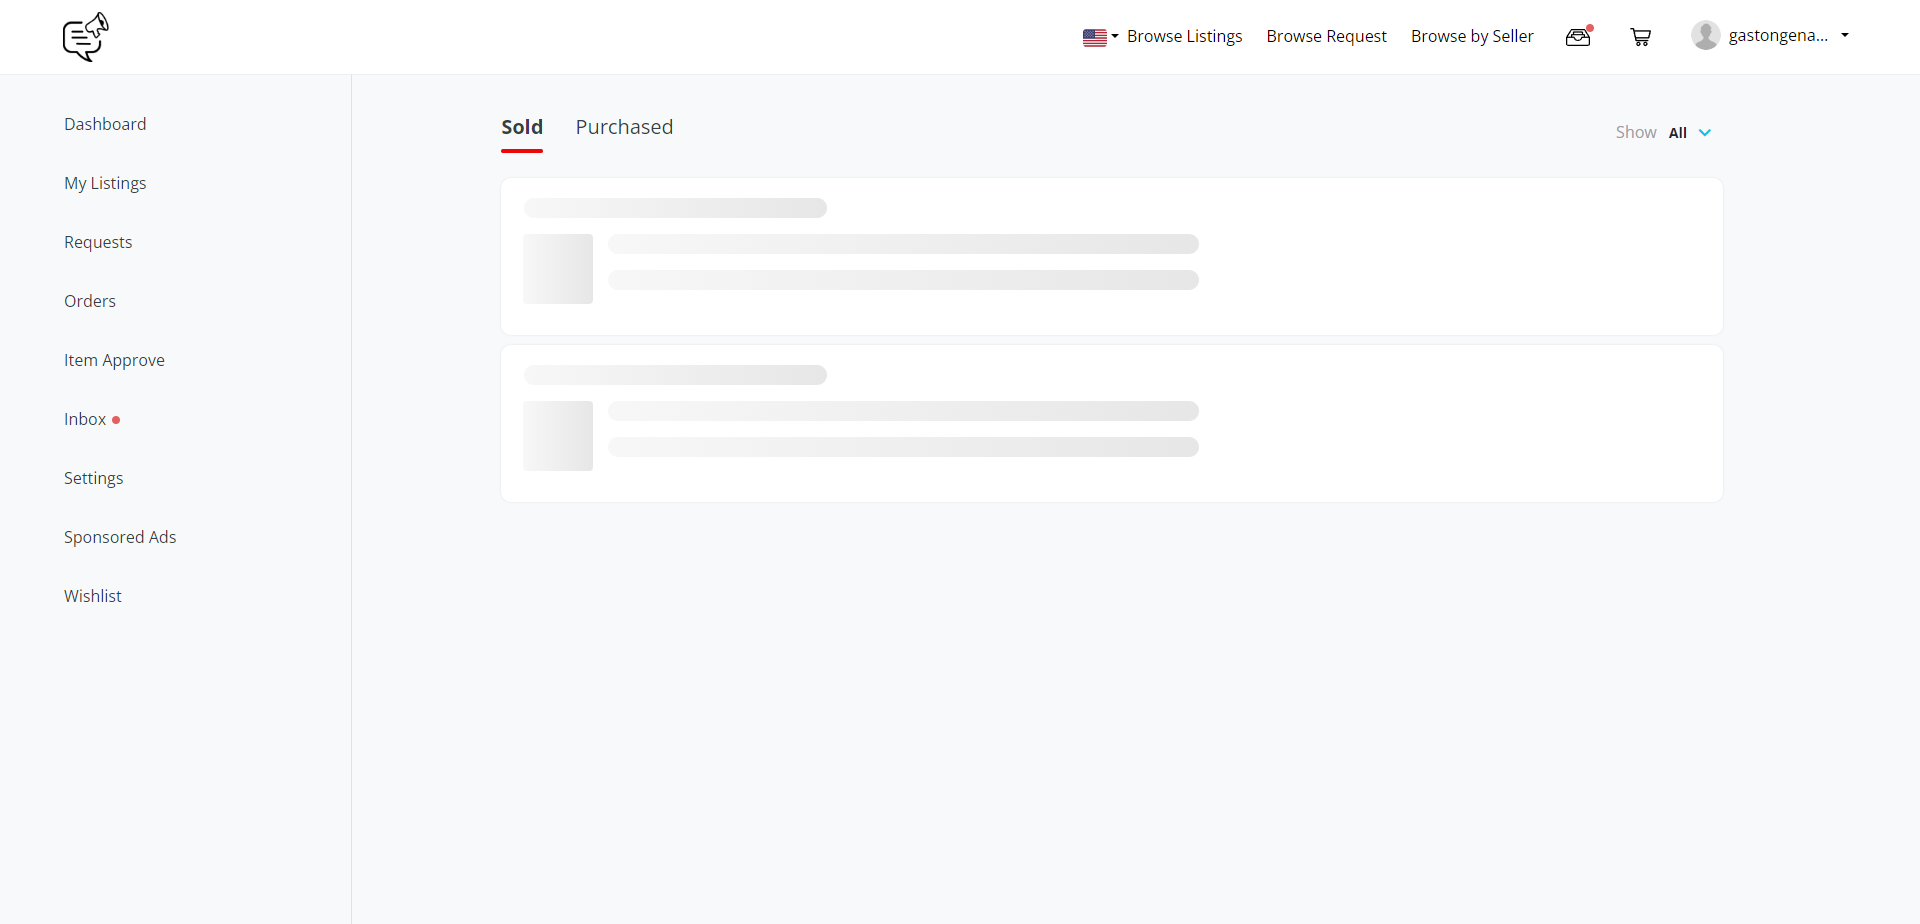 Browse Listings
Browse Request
Browse by Seller
gastongena...
Dashboard
My Listings
Requests
Orders
Item Approve
Inbox
Settings
Sponsored Ads
Wishlist
Sold
Purchased
Show All